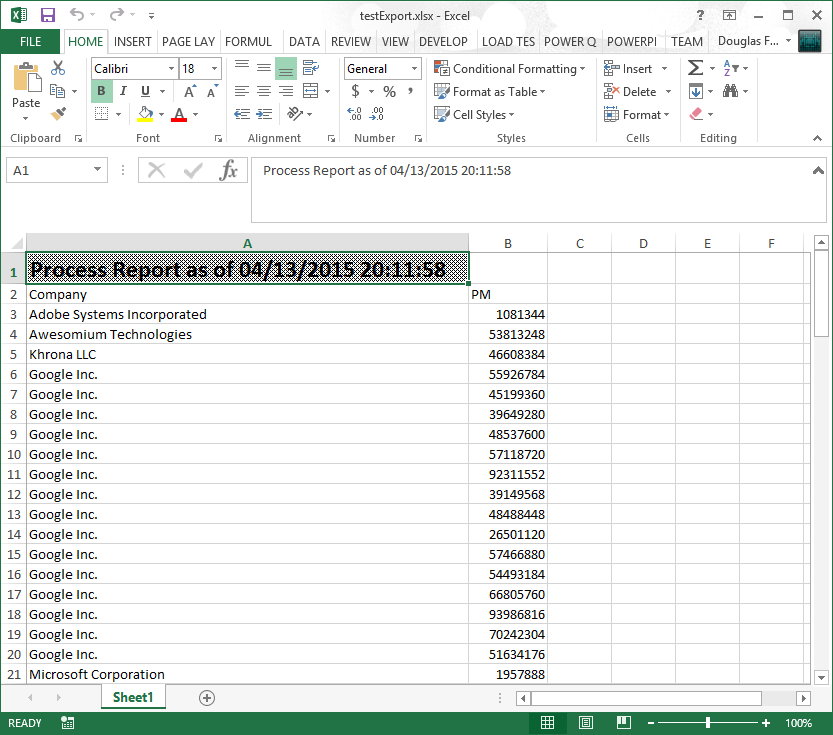 testExport.xlsx - Excel
FILE HOME INSERT PAGE LAY FORMUL DATA REVIEW VIEW DEVELOP LOAD TES POWER Q POWERPI TEAM Douglas F...
Paste
Calibri 18
B I U
A A
A
General
$ % ,
.00
Conditional Formatting
Format as Table
Cell Styles
Insert
Delete
Format
Clipboard Font Alignment Number Styles Cells Editing
A1 fx Process Report as of 04/13/2015 20:11:58
A B C D E F
1 Process Report as of 04/13/2015 20:11:58
2 Company PM
3 Adobe Systems Incorporated 1081344
4 Awesomium Technologies 53813248
5 Khrona LLC 46608384
6 Google Inc. 55926784
7 Google Inc. 45199360
8 Google Inc. 39649280
9 Google Inc. 48537600
10 Google Inc. 57118720
11 Google Inc. 92311552
12 Google Inc. 39149568
13 Google Inc. 48488448
14 Google Inc. 26501120
15 Google Inc. 57466880
16 Google Inc. 54493184
17 Google Inc. 66805760
18 Google Inc. 93986816
19 Google Inc. 70242304
20 Google Inc. 51634176
21 Microsoft Corporation 1957888
Sheet1
READY 100%